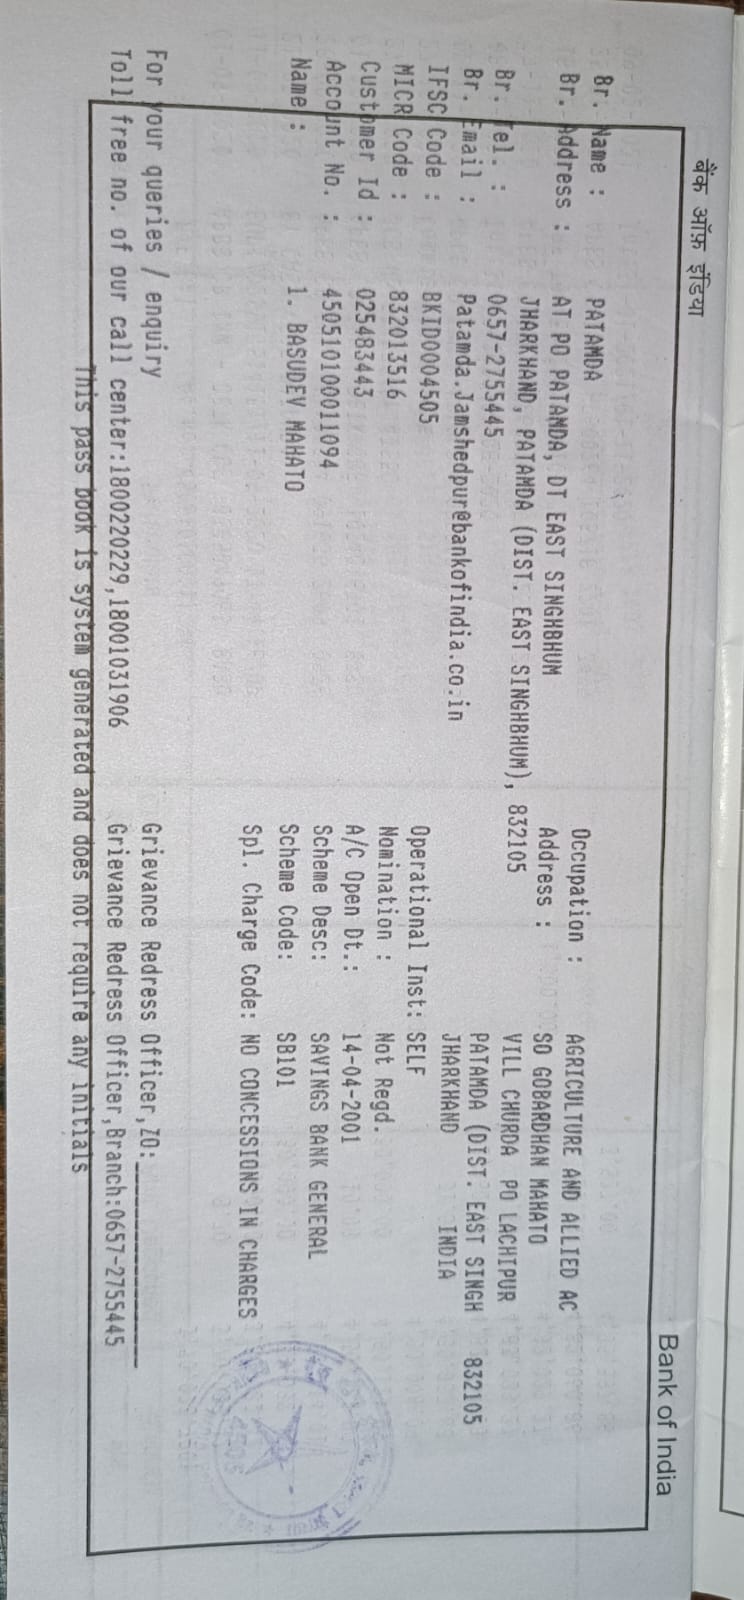 बैंक ऑफ़ इंडिया
Bank of India
Br. Name : PATAMDA
Br. Address : AT PO PATAMDA, DT EAST SINGHBHUM
JHARKHAND, PATAMDA (DIST. EAST SINGHBHUM), 832105
Br. Tel. : 0657-2755445
Br. Email : Patamda.Jamshedpur@bankofindia.co.in
IFSC Code : BKID0004505
MICR Code : 832013516
Customer Id : 025483443
Account No. : 450510100011094
Name : 1. BASUDEV MAHATO
Occupation : AGRICULTURE AND ALLIED AC
Address : SO GOBARDHAN MAHATO
VILL CHURDA PO LACHIPUR
PATAMDA (DIST. EAST SINGH 832105
JHARKHAND INDIA
Operational Inst: SELF
Nomination : Not Regd.
A/C Open Dt.: 14-04-2001
Scheme Desc: SAVINGS BANK GENERAL
Scheme Code: SB101
Spl. Charge Code: NO CONCESSIONS IN CHARGES
For your queries / enquiry
Toll free no. of our call center:1800220229,18001031906
Grievance Redress Officer,ZO:
Grievance Redress Officer,Branch:0657-2755445
This pass book is system generated and does not require any initials